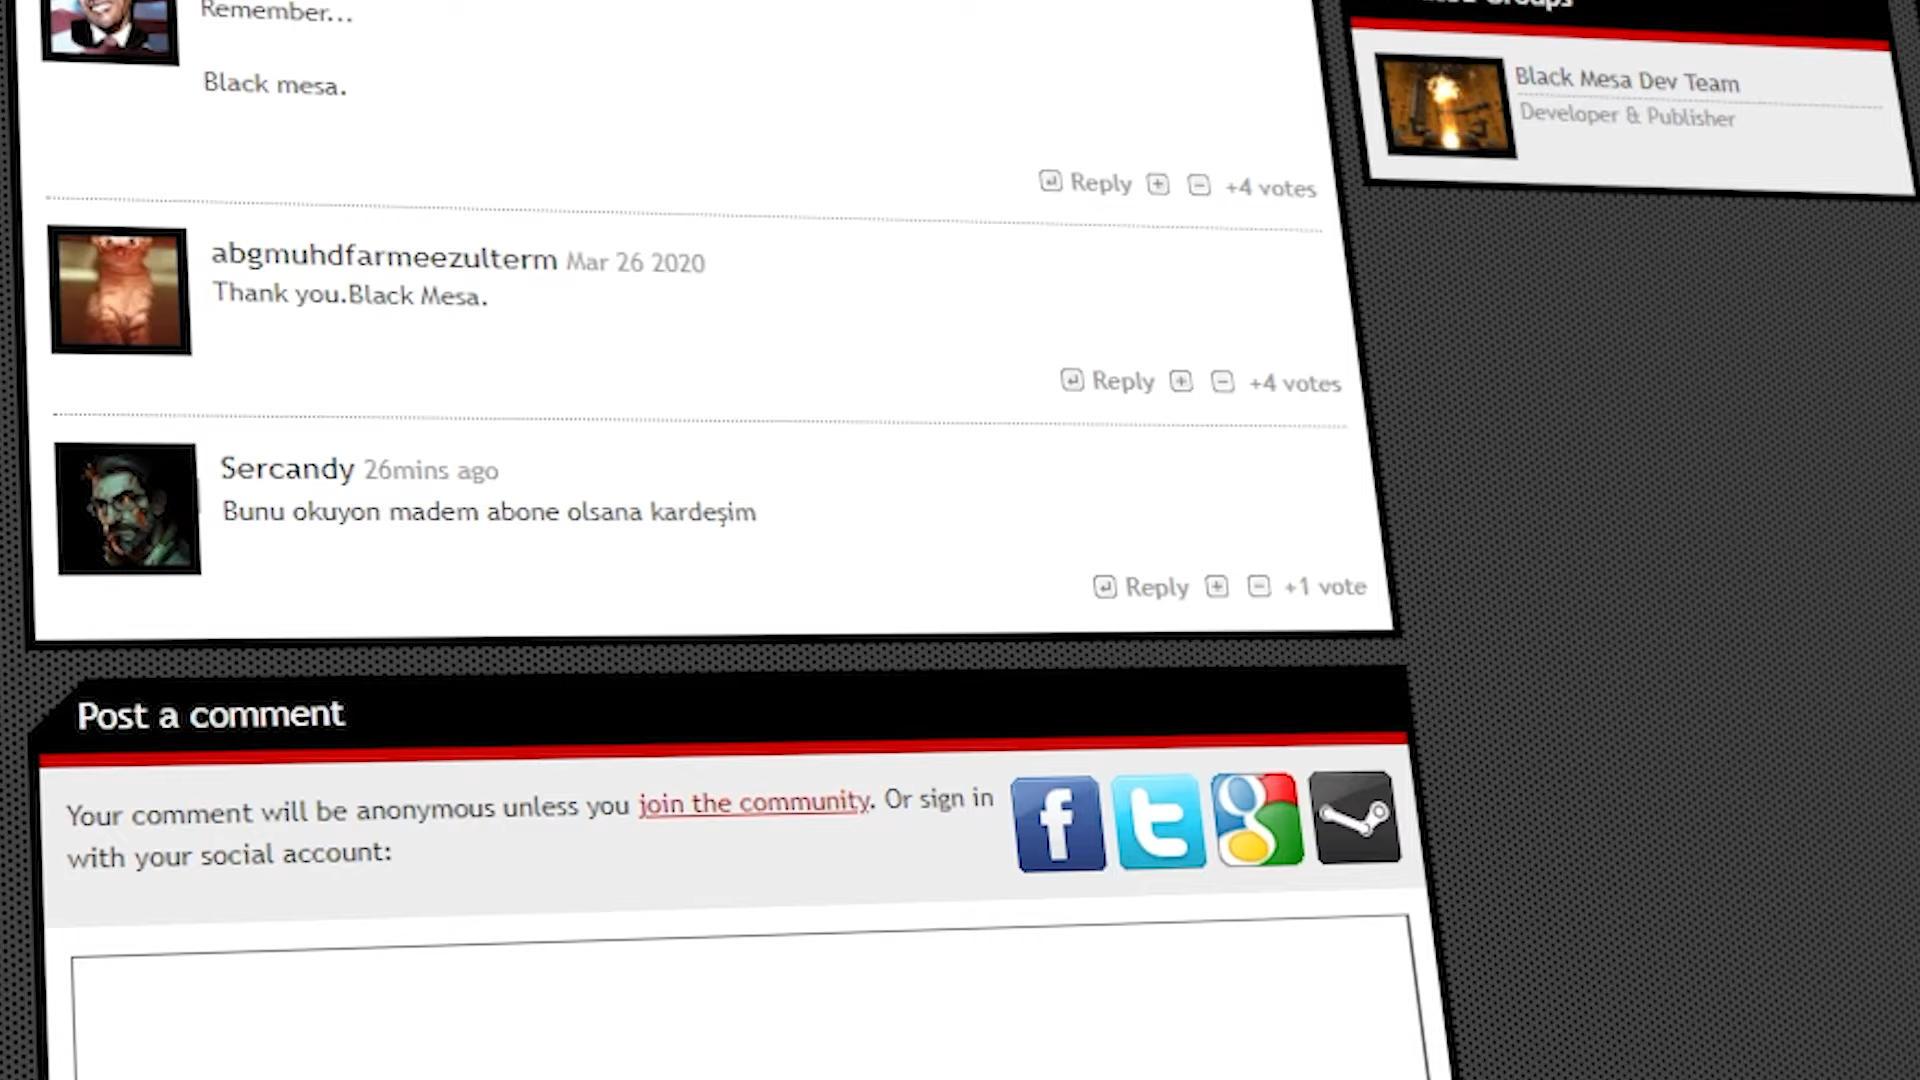 Remember...
Black mesa.
Reply +4 votes
abgmuhdfarmeezulterm Mar 26 2020
Thank you.Black Mesa.
Reply +4 votes
Sercandy 26mins ago
Bunu okuyon madem abone olsana kardeşim
Reply +1 vote
Post a comment
Your comment will be anonymous unless you join the community. Or sign in
with your social account:
Groups
Black Mesa Dev Team
Developer & Publisher